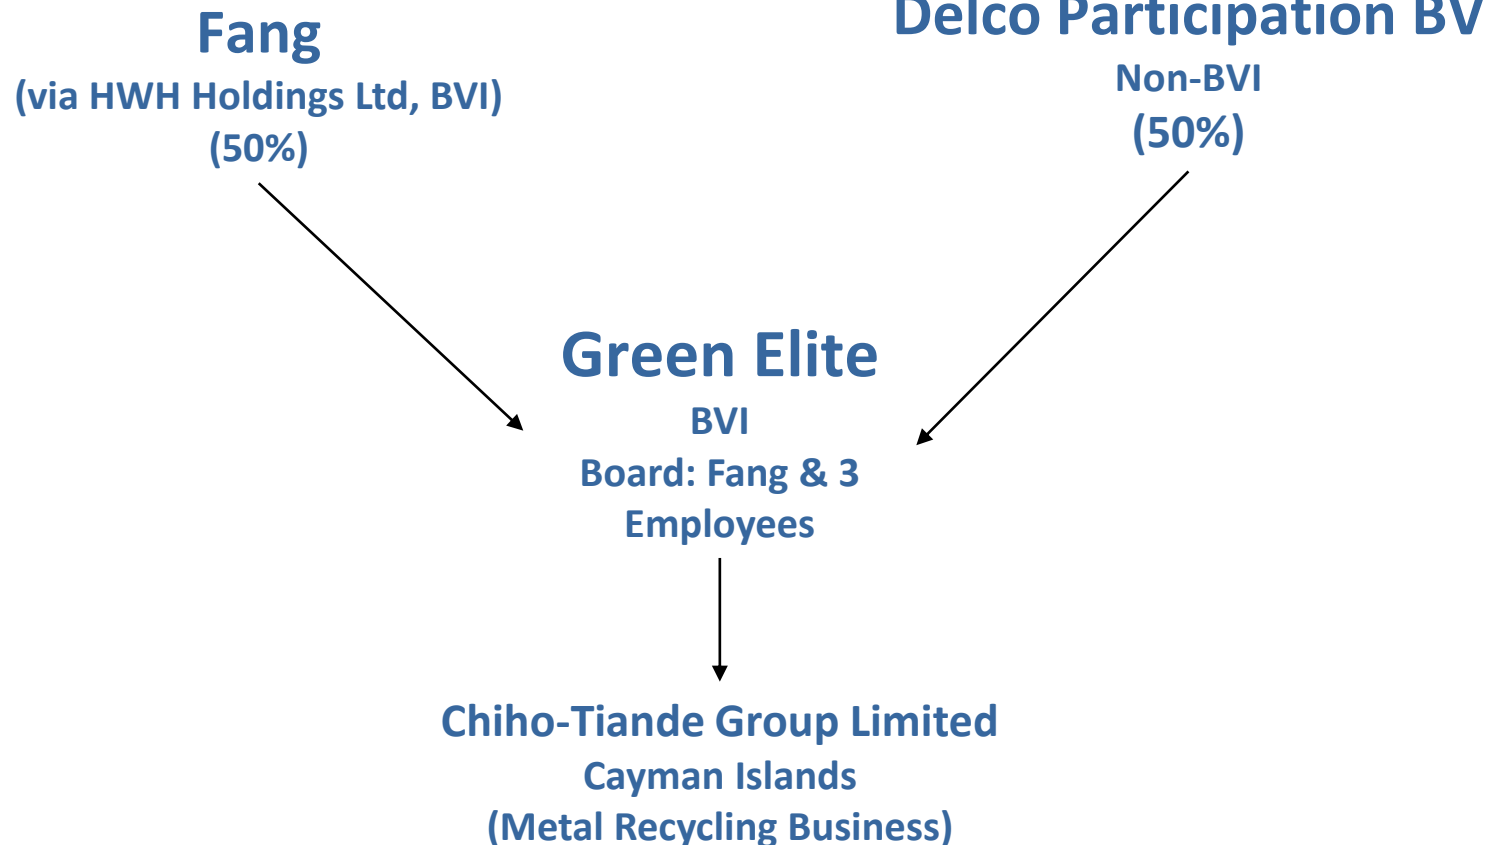 Fang
(via HWH Holdings Ltd, BVI)
(50%)
Delco Participation BV
Non-BVI
(50%)
Green Elite
BVI
Board: Fang & 3
Employees
Chiho-Tiande Group Limited
Cayman Islands
(Metal Recycling Business)